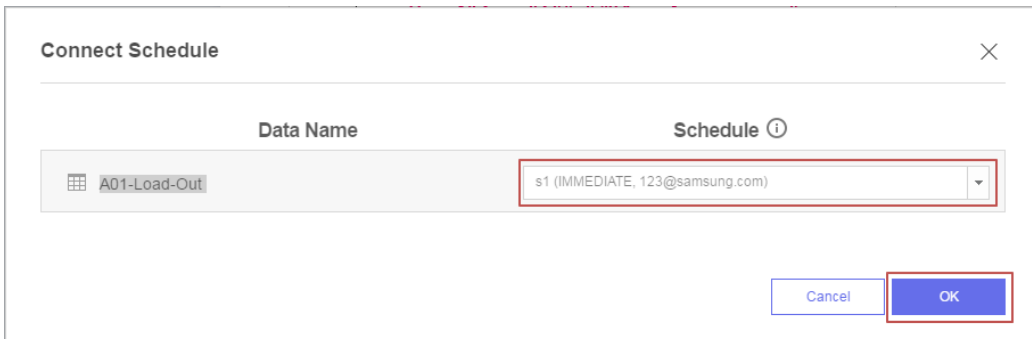 Connect Schedule
Data Name Schedule
A01-Load-Out s1 (IMMEDIATE, 123@samsung.com)
Cancel OK